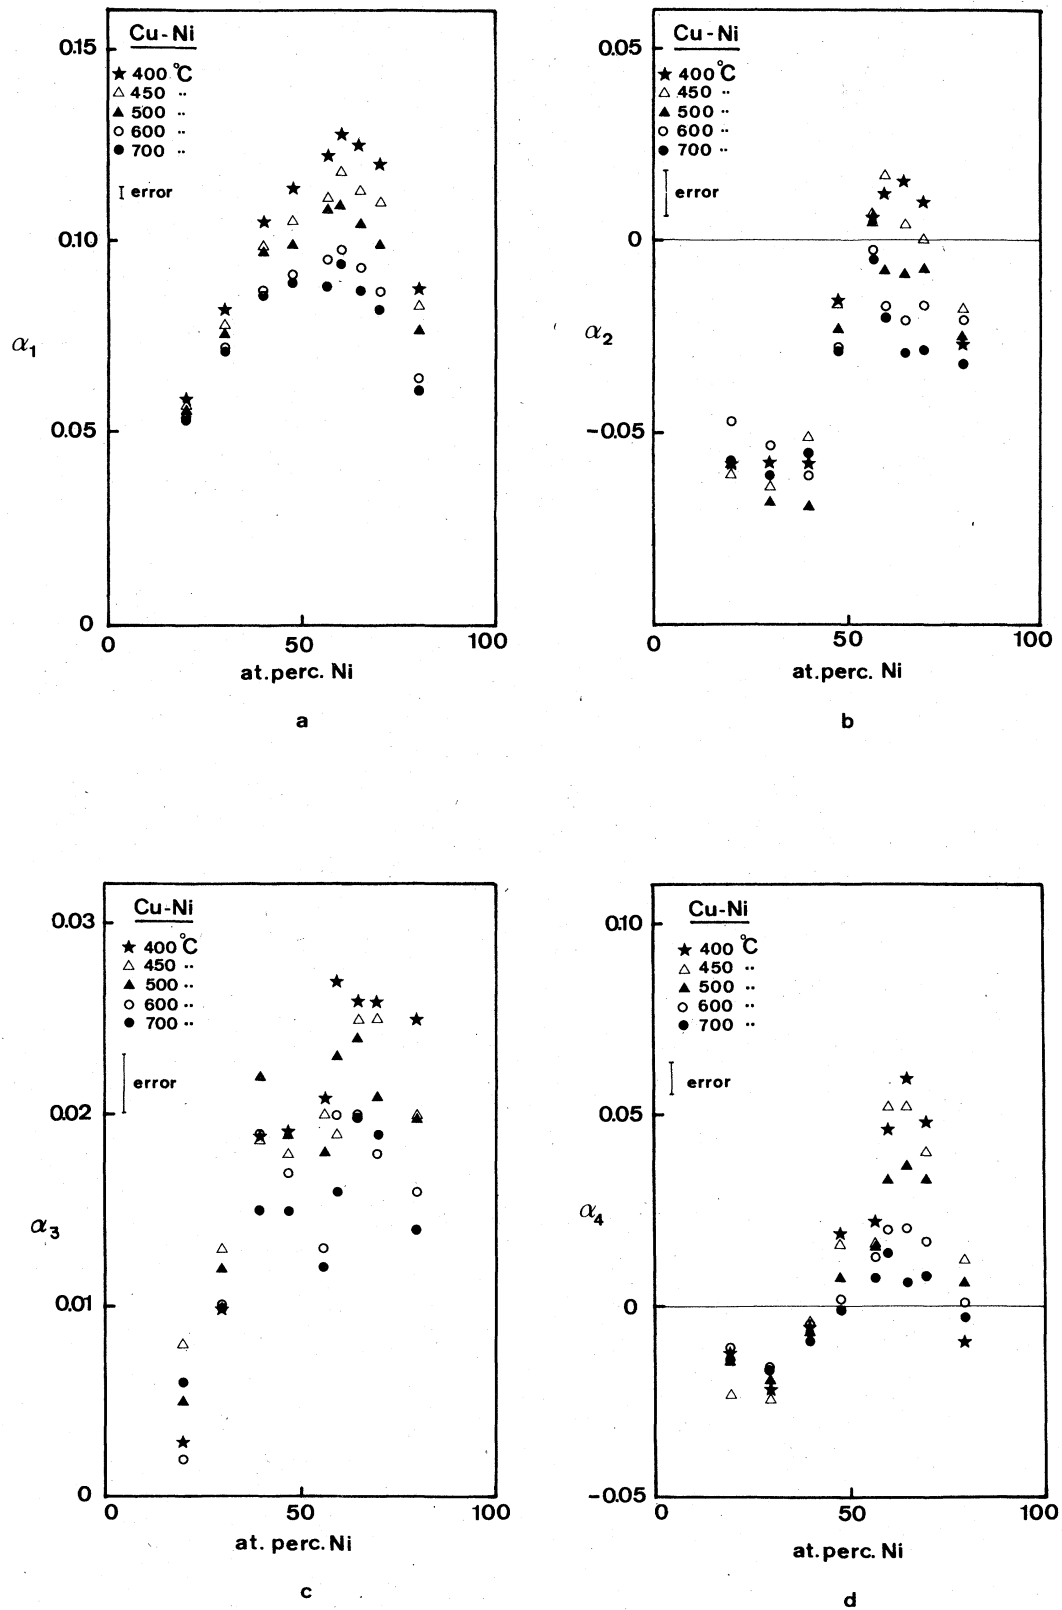 Cu-Ni
0.15
★ 400 °C
△ 450 ,,
▲ 500 ,,
○ 600 ,,
● 700 ,,
error
0.10
α1
0.05
0
0 50 100
at.perc. Ni
a
Cu-Ni
0.05
★ 400 °C
△ 450 ,,
▲ 500 ,,
○ 600 ,,
● 700 ,,
error
0
α2
-0.05
0 50 100
at.perc. Ni
b
Cu-Ni
0.03
★ 400 °C
△ 450 ,,
▲ 500 ,,
○ 600 ,,
● 700 ,,
error
0.02
α3
0.01
0
0 50 100
at. perc. Ni
c
Cu-Ni
0.10
★ 400 °C
△ 450 ,,
▲ 500 ,,
○ 600 ,,
● 700 ,,
error
0.05
α4
0
-0.05
0 50 100
at.perc. Ni
d